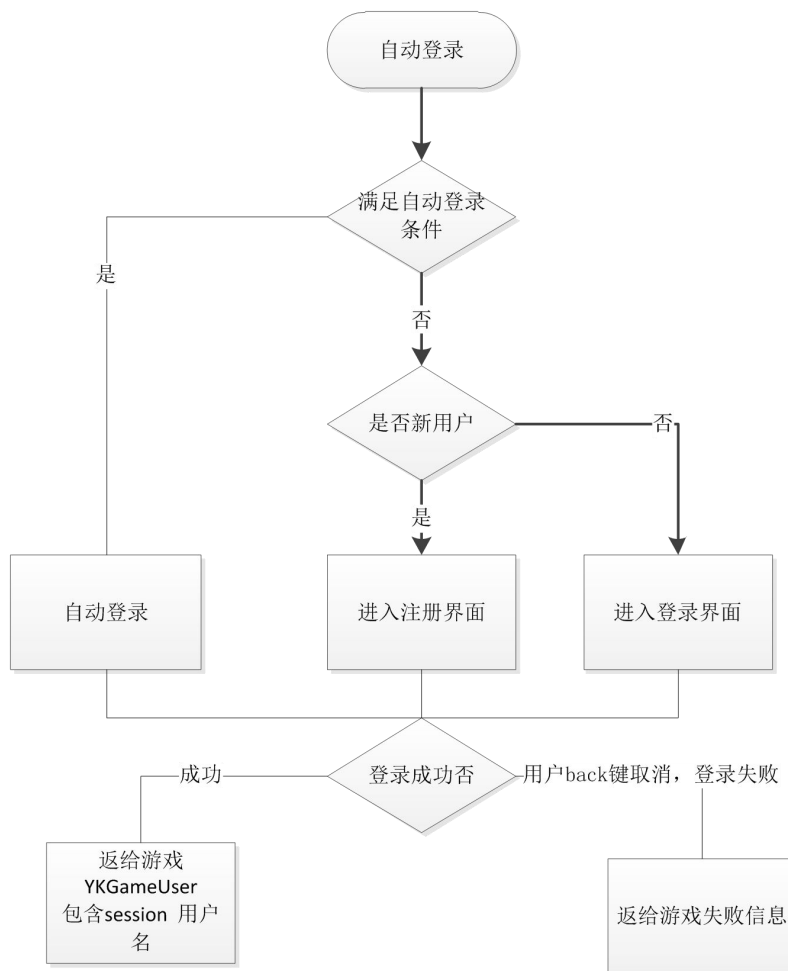 自动登录
满足自动登录
条件
是
否
是否新用户
否
是
自动登录
进入注册界面
进入登录界面
登录成功否
成功
用户back键取消，登录失败
返给游戏
YKGameUser
包含session 用户
名
返给游戏失败信息